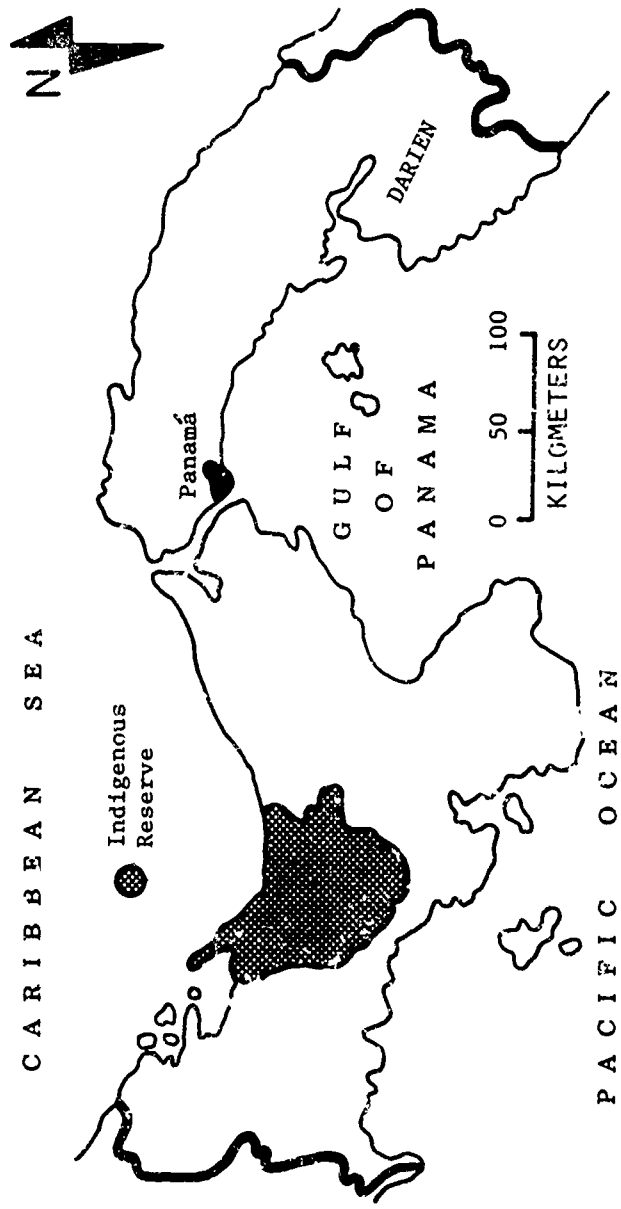 N
CARIBBEAN SEA
Indigenous
Reserve
Panamá
DARIEN
GULF
OF
PANAMA
0 50 100
KILOMETERS
PACIFIC OCEAN